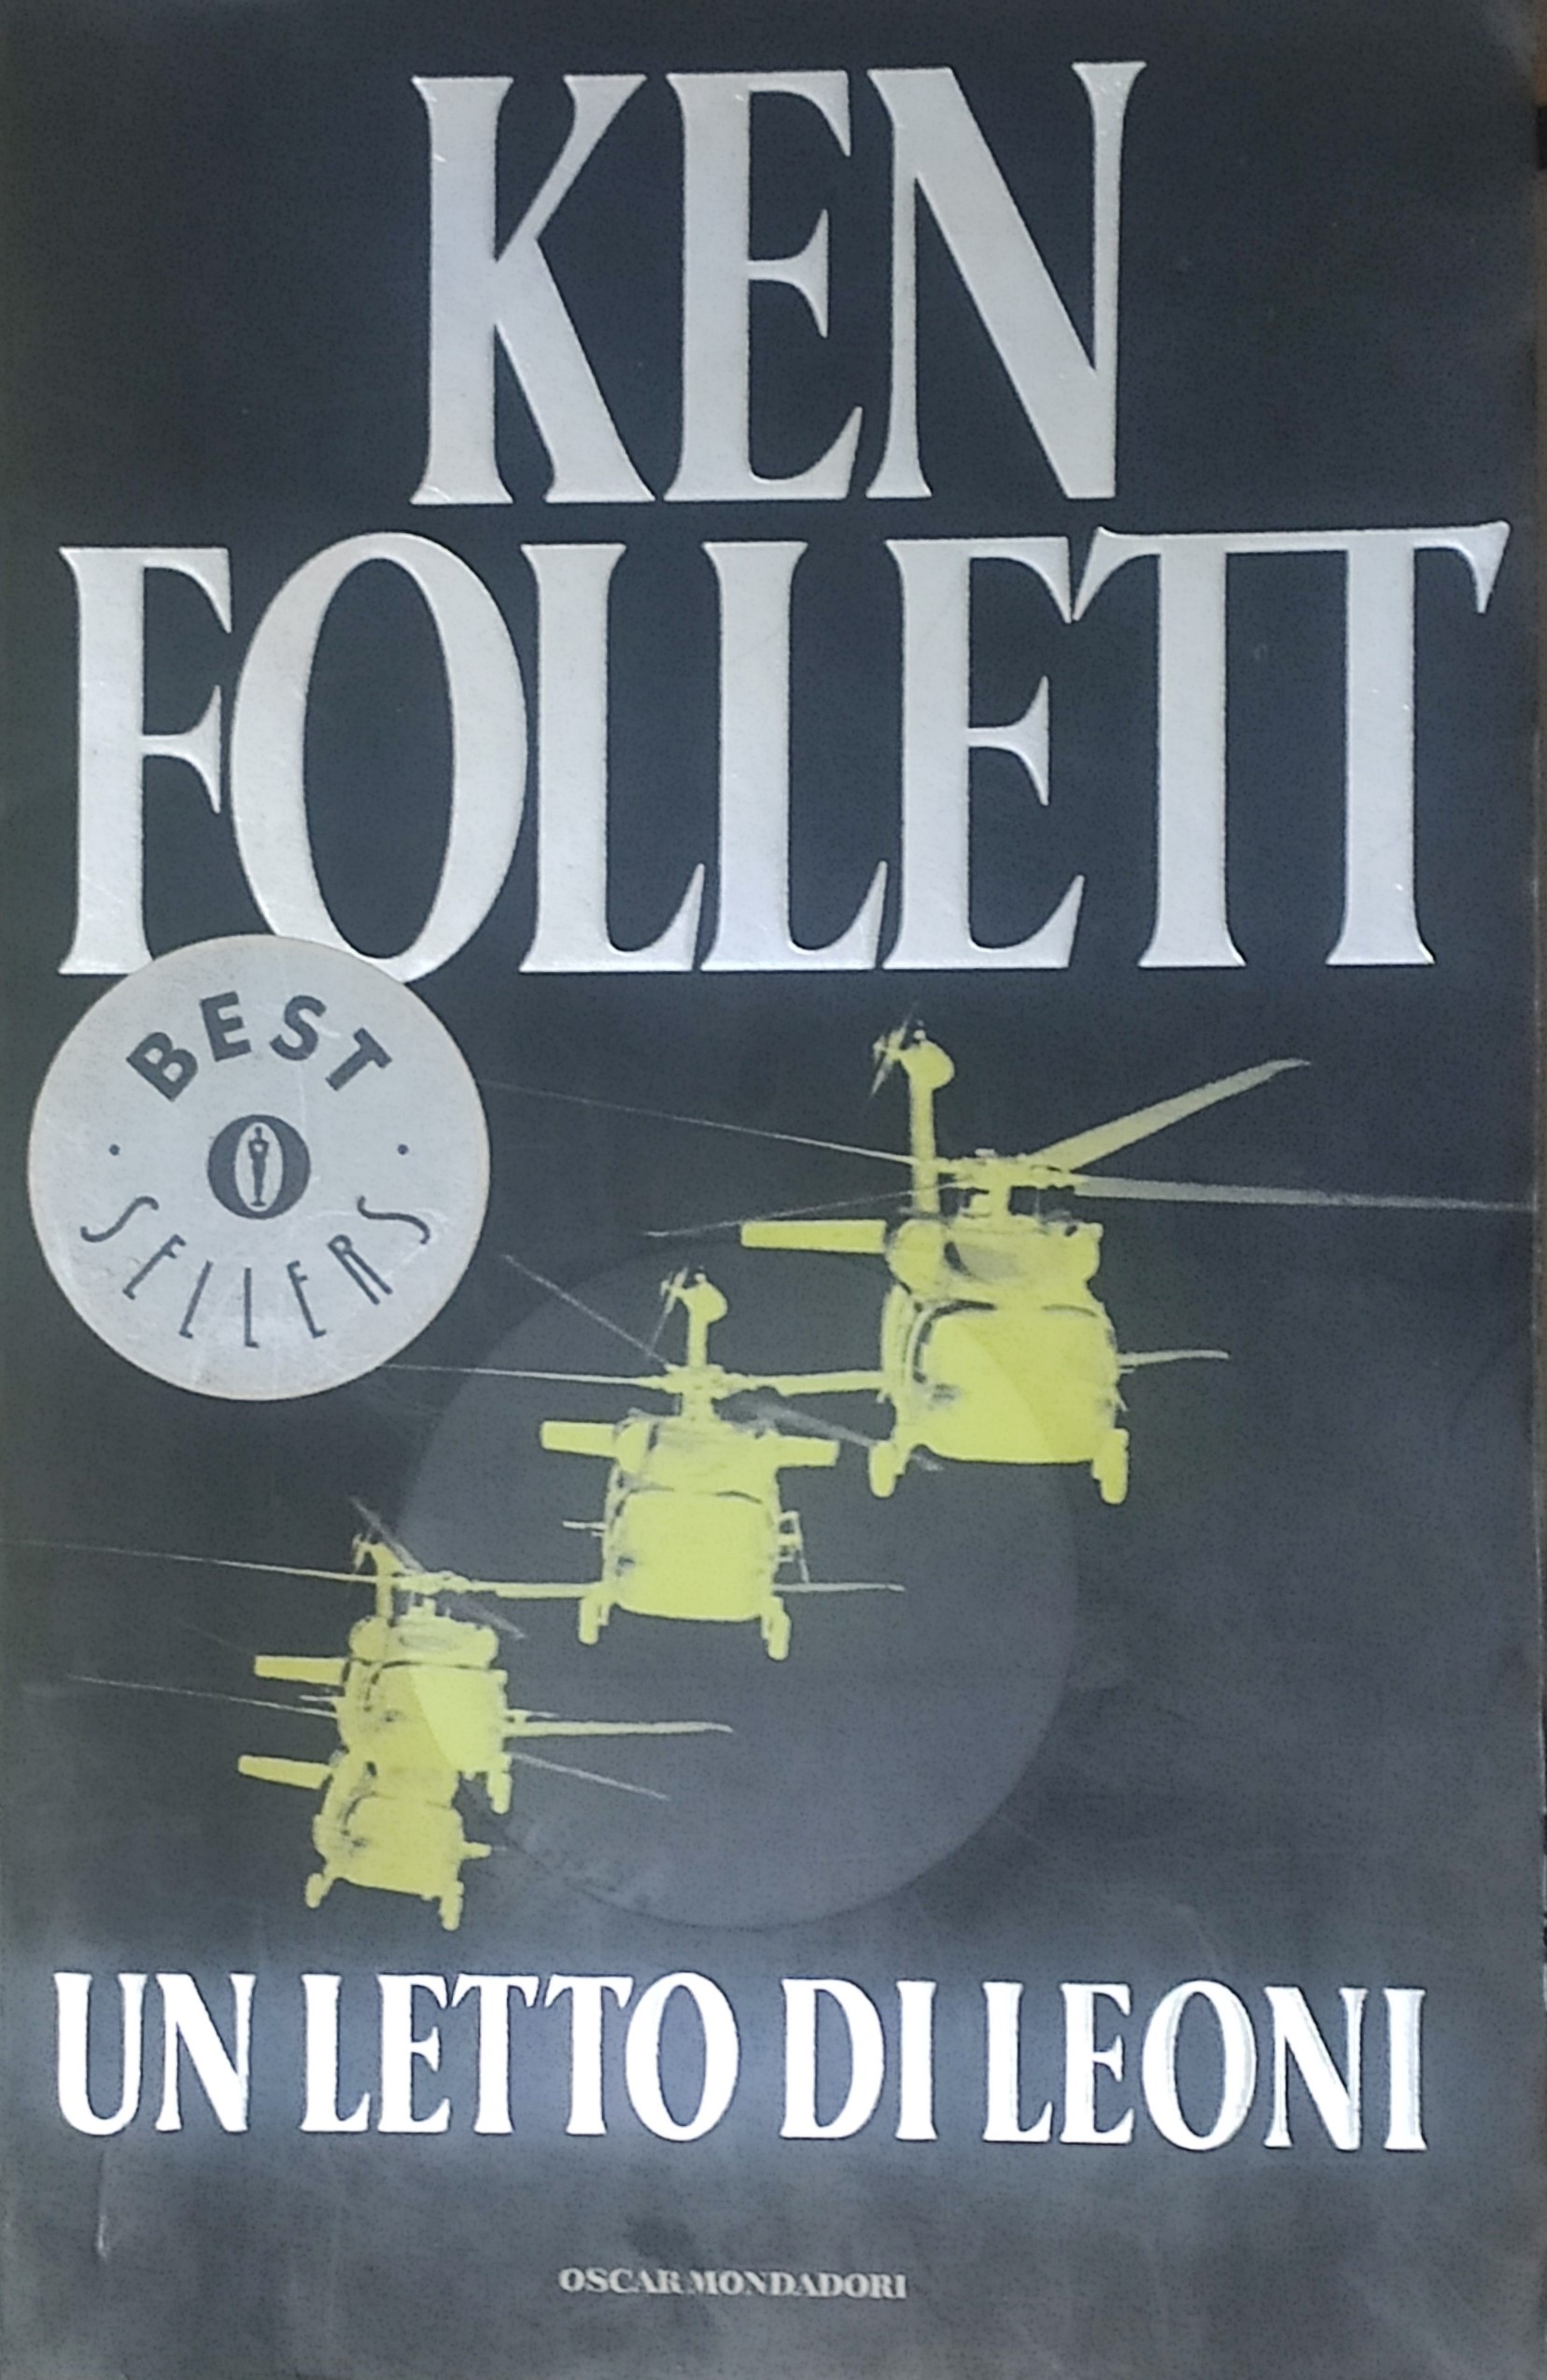 KEN
FOLLETT
BEST
SELLERS
UN LETTO DI LEONI
OSCAR MONDADORI